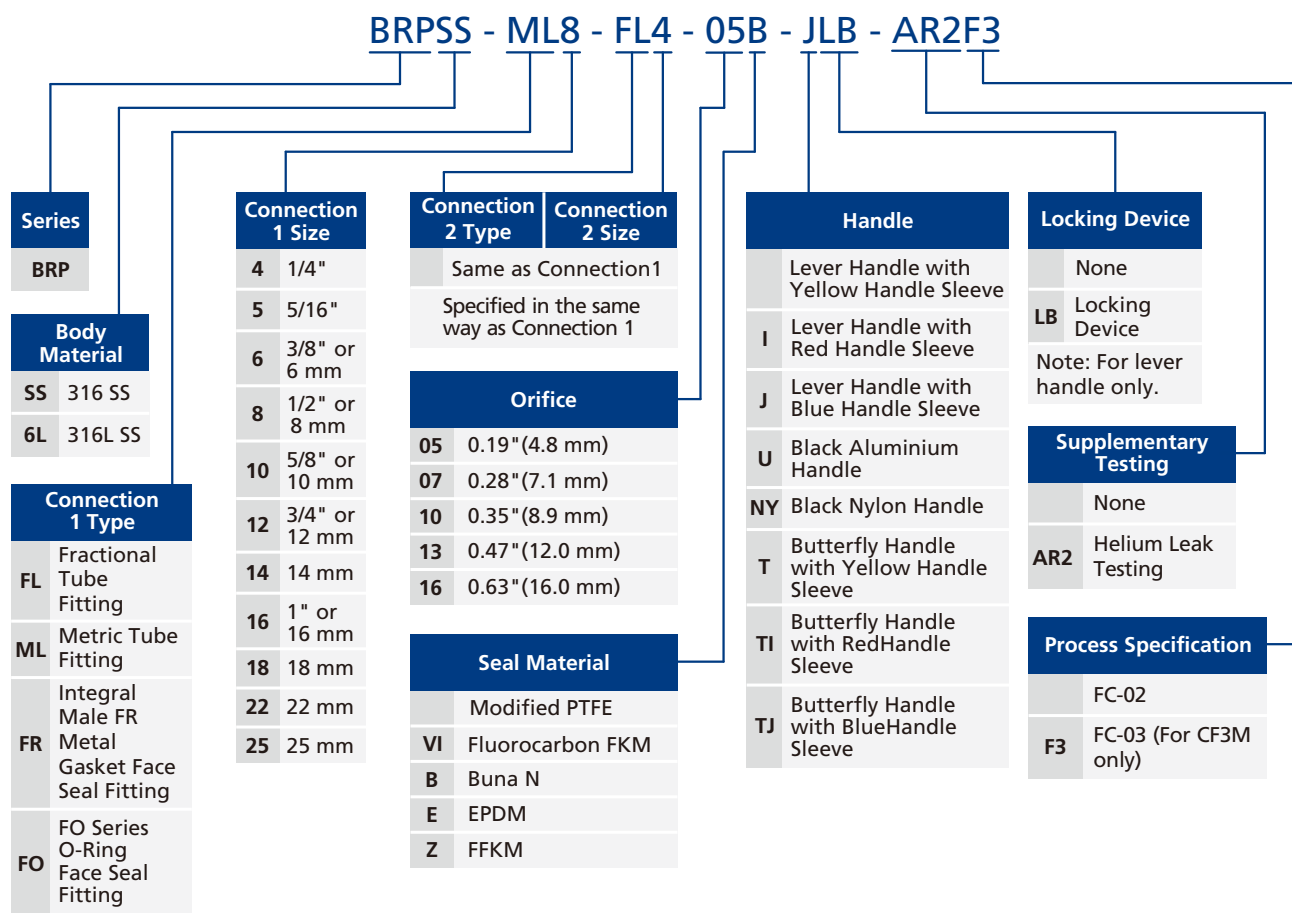 BRPSS - ML8 - FL4 - 05B - JLB - AR2F3
Series
BRP
Body
Material
SS 316 SS
6L 316L SS
Connection
1 Type
FL Fractional
Tube
Fitting
ML Metric Tube
Fitting
FR Integral
Male FR
Metal
Gasket Face
Seal Fitting
FO FO Series
O-Ring
Face Seal
Fitting
Connection
1 Size
4 1/4"
5 5/16"
6 3/8" or
6 mm
8 1/2" or
8 mm
10 5/8" or
10 mm
12 3/4" or
12 mm
14 14 mm
16 1" or
16 mm
18 18 mm
22 22 mm
25 25 mm
Connection
2 Type
Connection
2 Size
Same as Connection1
Specified in the same
way as Connection 1
Orifice
05 0.19"(4.8 mm)
07 0.28"(7.1 mm)
10 0.35"(8.9 mm)
13 0.47"(12.0 mm)
16 0.63"(16.0 mm)
Seal Material
Modified PTFE
VI Fluorocarbon FKM
B Buna N
E EPDM
Z FFKM
Handle
Lever Handle with
Yellow Handle Sleeve
I Lever Handle with
Red Handle Sleeve
J Lever Handle with
Blue Handle Sleeve
U Black Aluminium
Handle
NY Black Nylon Handle
T Butterfly Handle
with Yellow Handle
Sleeve
TI Butterfly Handle
with RedHandle
Sleeve
TJ Butterfly Handle
with BlueHandle
Sleeve
Locking Device
None
LB Locking
Device
Note: For lever
handle only.
Supplementary
Testing
None
AR2 Helium Leak
Testing
Process Specification
FC-02
F3 FC-03 (For CF3M
only)